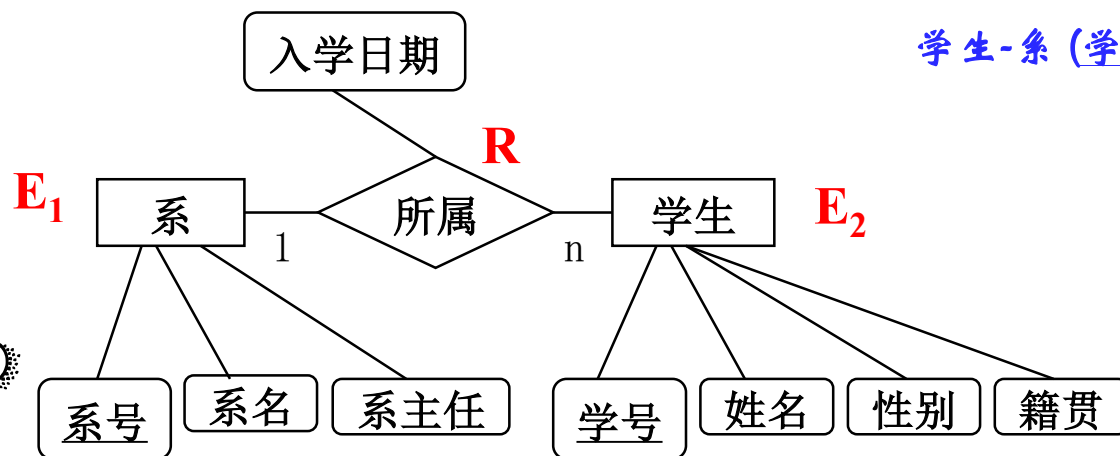 入学日期
学生-系 (学
R
E1
系
所属
学生
E2
1
n
系号
系名
系主任
学号
姓名
性别
籍贯